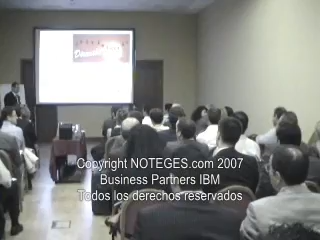 Copyright NOTEGES.com 2007
Business Partners IBM
Todos los derechos reservados